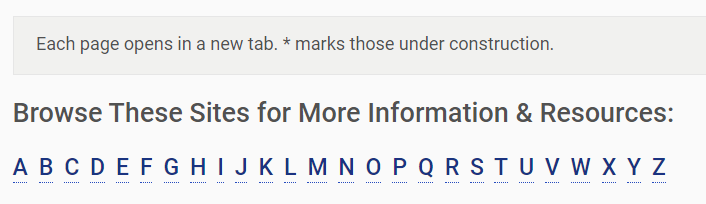 Each page opens in a new tab. * marks those under construction.
Browse These Sites for More Information & Resources:
A B C D E F G H I J K L M N O P Q R S T U V W X Y Z